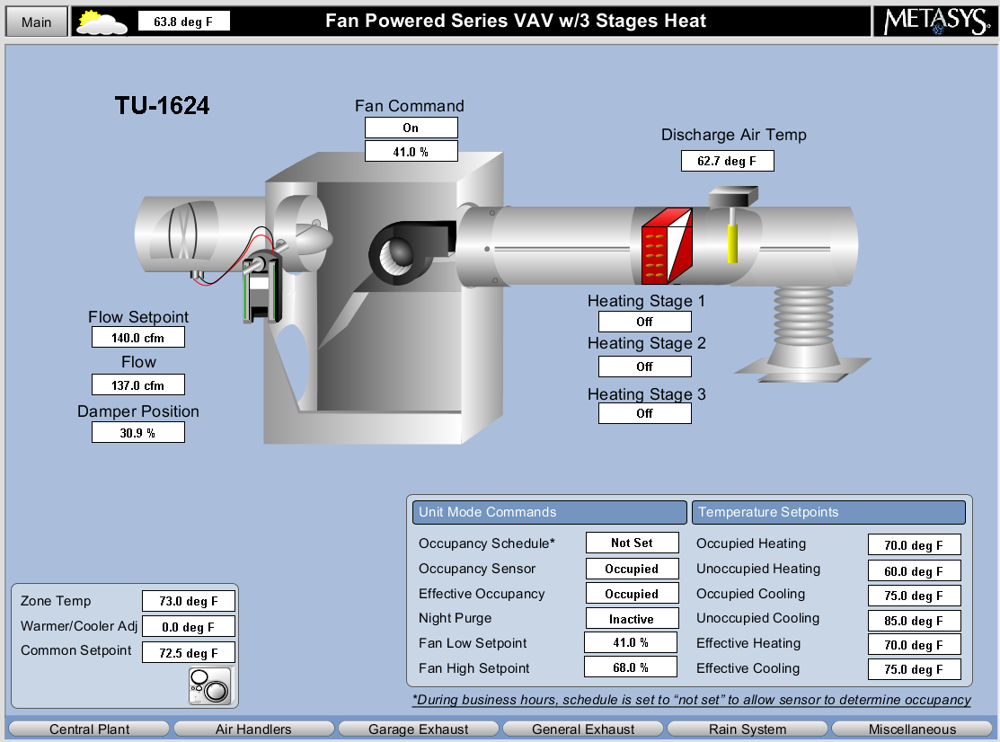 Main
63.8 deg F
Fan Powered Series VAV w/3 Stages Heat
METASYS
TU-1624
Fan Command
On
41.0 %
Discharge Air Temp
62.7 deg F
Flow Setpoint
140.0 cfm
Flow
137.0 cfm
Damper Position
30.9 %
Heating Stage 1
Off
Heating Stage 2
Off
Heating Stage 3
Off
Unit Mode Commands
Occupancy Schedule* Not Set
Occupancy Sensor Occupied
Effective Occupancy Occupied
Night Purge Inactive
Fan Low Setpoint 41.0 %
Fan High Setpoint 68.0 %
Temperature Setpoints
Occupied Heating 70.0 deg F
Unoccupied Heating 60.0 deg F
Occupied Cooling 75.0 deg F
Unoccupied Cooling 85.0 deg F
Effective Heating 70.0 deg F
Effective Cooling 75.0 deg F
*During business hours, schedule is set to “not set” to allow sensor to determine occupancy
Zone Temp 73.0 deg F
Warmer/Cooler Adj 0.0 deg F
Common Setpoint 72.5 deg F
Central Plant
Air Handlers
Garage Exhaust
General Exhaust
Rain System
Miscellaneous